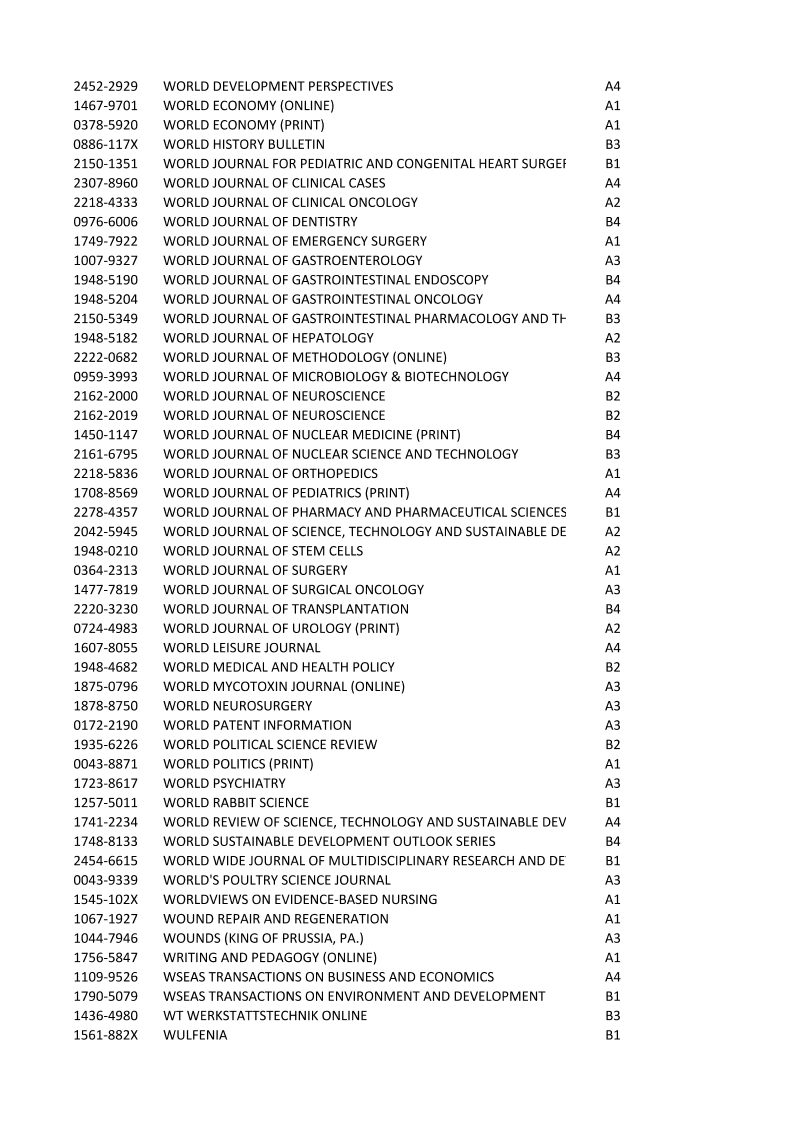 2452-2929 WORLD DEVELOPMENT PERSPECTIVES A4
1467-9701 WORLD ECONOMY (ONLINE) A1
0378-5920 WORLD ECONOMY (PRINT) A1
0886-117X WORLD HISTORY BULLETIN B3
2150-1351 WORLD JOURNAL FOR PEDIATRIC AND CONGENITAL HEART SURGER B1
2307-8960 WORLD JOURNAL OF CLINICAL CASES A4
2218-4333 WORLD JOURNAL OF CLINICAL ONCOLOGY A2
0976-6006 WORLD JOURNAL OF DENTISTRY B4
1749-7922 WORLD JOURNAL OF EMERGENCY SURGERY A1
1007-9327 WORLD JOURNAL OF GASTROENTEROLOGY A3
1948-5190 WORLD JOURNAL OF GASTROINTESTINAL ENDOSCOPY B4
1948-5204 WORLD JOURNAL OF GASTROINTESTINAL ONCOLOGY A4
2150-5349 WORLD JOURNAL OF GASTROINTESTINAL PHARMACOLOGY AND TH B3
1948-5182 WORLD JOURNAL OF HEPATOLOGY A2
2222-0682 WORLD JOURNAL OF METHODOLOGY (ONLINE) B3
0959-3993 WORLD JOURNAL OF MICROBIOLOGY & BIOTECHNOLOGY A4
2162-2000 WORLD JOURNAL OF NEUROSCIENCE B2
2162-2019 WORLD JOURNAL OF NEUROSCIENCE B2
1450-1147 WORLD JOURNAL OF NUCLEAR MEDICINE (PRINT) B4
2161-6795 WORLD JOURNAL OF NUCLEAR SCIENCE AND TECHNOLOGY B3
2218-5836 WORLD JOURNAL OF ORTHOPEDICS A1
1708-8569 WORLD JOURNAL OF PEDIATRICS (PRINT) A4
2278-4357 WORLD JOURNAL OF PHARMACY AND PHARMACEUTICAL SCIENCES B1
2042-5945 WORLD JOURNAL OF SCIENCE, TECHNOLOGY AND SUSTAINABLE DE A2
1948-0210 WORLD JOURNAL OF STEM CELLS A2
0364-2313 WORLD JOURNAL OF SURGERY A1
1477-7819 WORLD JOURNAL OF SURGICAL ONCOLOGY A3
2220-3230 WORLD JOURNAL OF TRANSPLANTATION B4
0724-4983 WORLD JOURNAL OF UROLOGY (PRINT) A2
1607-8055 WORLD LEISURE JOURNAL A4
1948-4682 WORLD MEDICAL AND HEALTH POLICY B2
1875-0796 WORLD MYCOTOXIN JOURNAL (ONLINE) A3
1878-8750 WORLD NEUROSURGERY A3
0172-2190 WORLD PATENT INFORMATION A3
1935-6226 WORLD POLITICAL SCIENCE REVIEW B2
0043-8871 WORLD POLITICS (PRINT) A1
1723-8617 WORLD PSYCHIATRY A3
1257-5011 WORLD RABBIT SCIENCE B1
1741-2234 WORLD REVIEW OF SCIENCE, TECHNOLOGY AND SUSTAINABLE DEV A4
1748-8133 WORLD SUSTAINABLE DEVELOPMENT OUTLOOK SERIES B4
2454-6615 WORLD WIDE JOURNAL OF MULTIDISCIPLINARY RESEARCH AND DE B1
0043-9339 WORLD'S POULTRY SCIENCE JOURNAL A3
1545-102X WORLDVIEWS ON EVIDENCE-BASED NURSING A1
1067-1927 WOUND REPAIR AND REGENERATION A1
1044-7946 WOUNDS (KING OF PRUSSIA, PA.) A3
1756-5847 WRITING AND PEDAGOGY (ONLINE) A1
1109-9526 WSEAS TRANSACTIONS ON BUSINESS AND ECONOMICS A4
1790-5079 WSEAS TRANSACTIONS ON ENVIRONMENT AND DEVELOPMENT B1
1436-4980 WT WERKSTATTSTECHNIK ONLINE B3
1561-882X WULFENIA B1